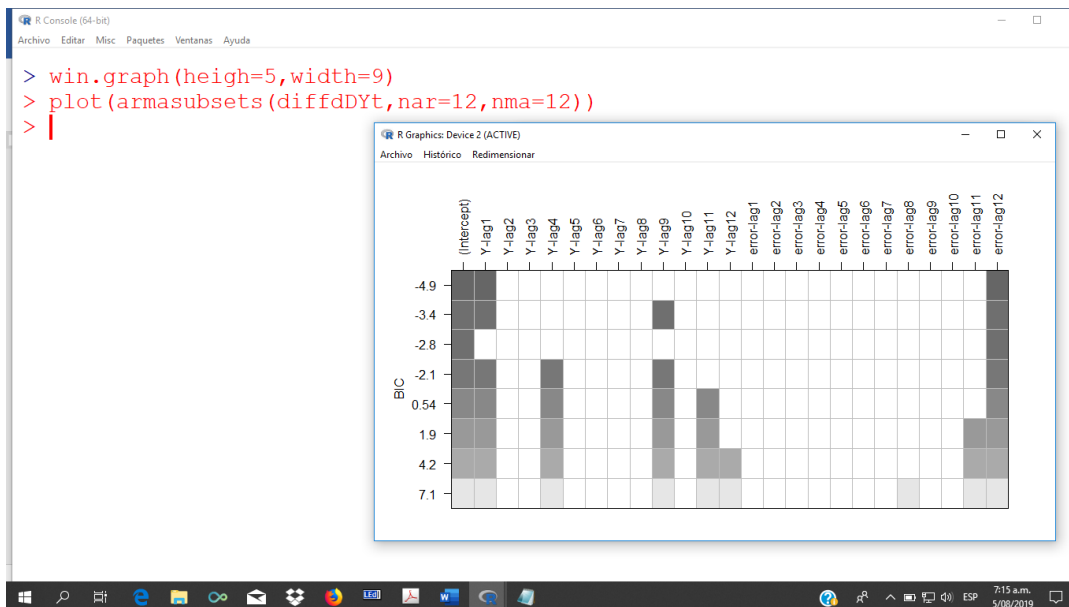 R Console (64-bit)
Archivo Editar Misc Paquetes Ventanas Ayuda
> win.graph(heigh=5,width=9)
> plot(armasubsets(diffdDYt,nar=12,nma=12))
>
R Graphics: Device 2 (ACTIVE)
Archivo Histórico Redimensionar
(Intercept)
Y-lag1
Y-lag2
Y-lag3
Y-lag4
Y-lag5
Y-lag6
Y-lag7
Y-lag8
Y-lag9
Y-lag10
Y-lag11
Y-lag12
error-lag1
error-lag2
error-lag3
error-lag4
error-lag5
error-lag6
error-lag7
error-lag8
error-lag9
error-lag10
error-lag11
error-lag12
BIC
-4.9
-3.4
-2.8
-2.1
0.54
1.9
4.2
7.1
LEd
ESP
7:15 a.m.
5/08/2019